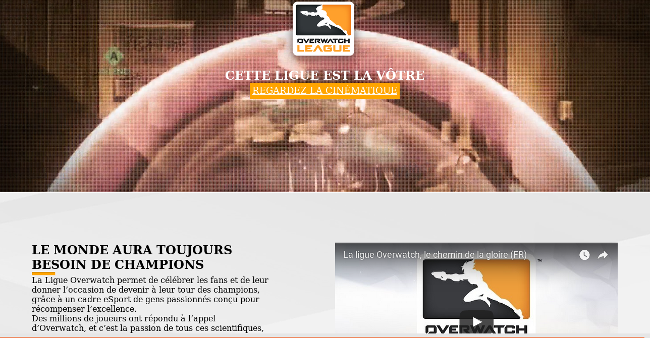 OVERWATCH
LEAGUE
CETTE LIGUE EST LA VÔTRE
REGARDEZ LA CINÉMATIQUE
LE MONDE AURA TOUJOURS
BESOIN DE CHAMPIONS
La Ligue Overwatch permet de célébrer les fans et de leur
donner l’occasion de devenir à leur tour des champions,
grâce à un cadre eSport de gens passionnés conçu pour
récompenser l’excellence.
Des millions de joueurs ont répondu à l’appel
d’Overwatch, et c’est la passion de tous ces scientifiques,
La ligue Overwatch, le chemin de la gloire (FR)
OVERWATCH